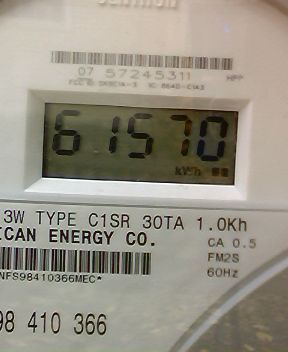 07 57245311 HPP
61570
kWh
3W TYPE C1SR 30TA 1.0Kh
ICAN ENERGY CO. CA 0.5
FM2S
NFS98410366MEC* 60Hz
98 410 366